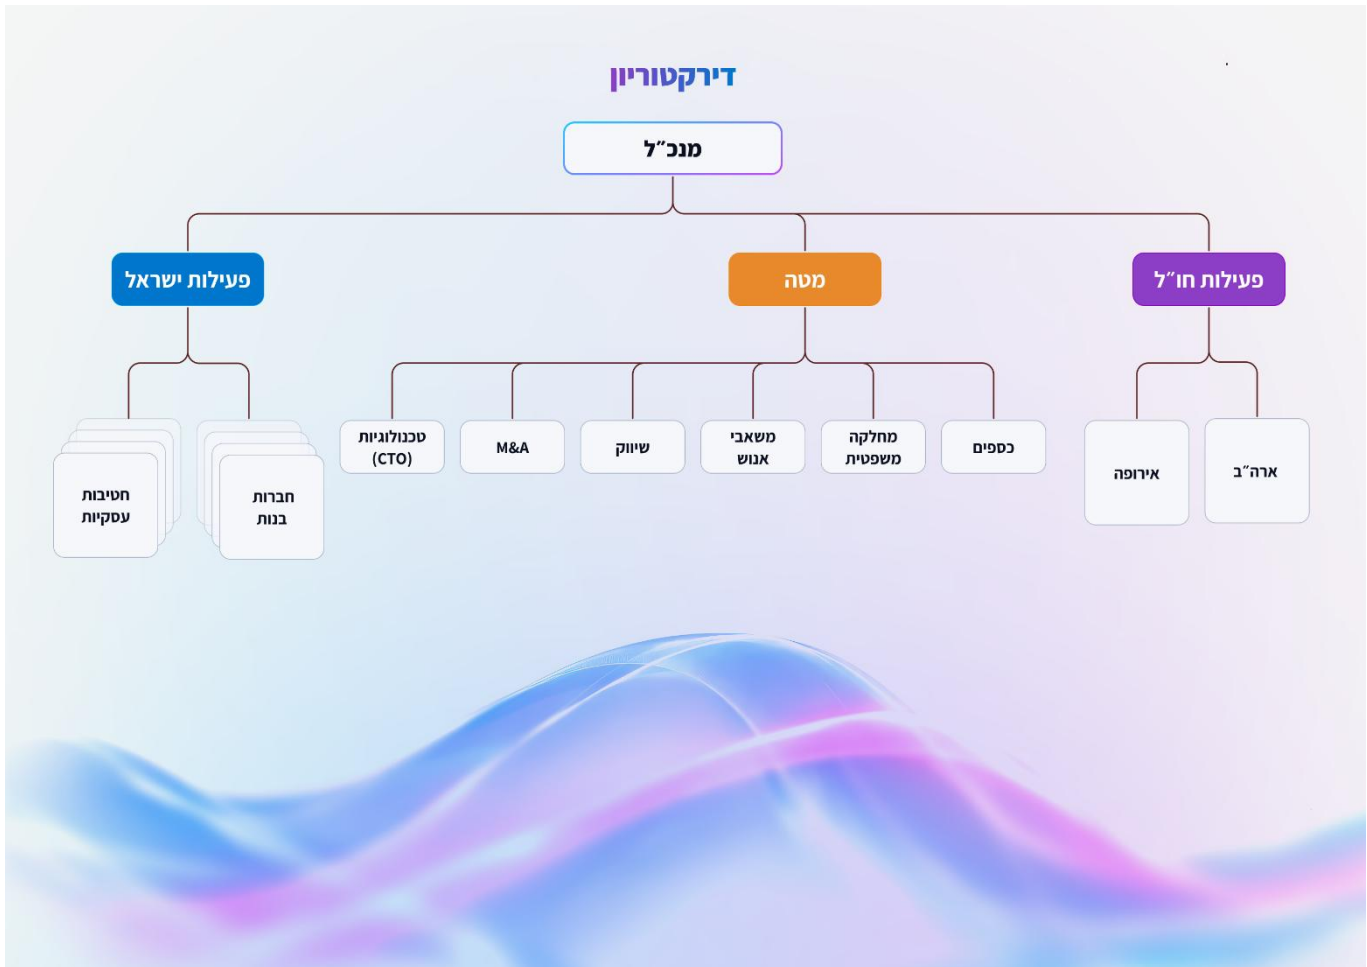 דירקטוריון
מנכ״ל
פעילות חו״ל
מטה
פעילות ישראל
ארה״ב
אירופה
כספים
מחלקה
משפטית
משאבי
אנוש
שיווק
M&A
טכנולוגיות
(CTO)
חברות
בנות
חטיבות
עסקיות